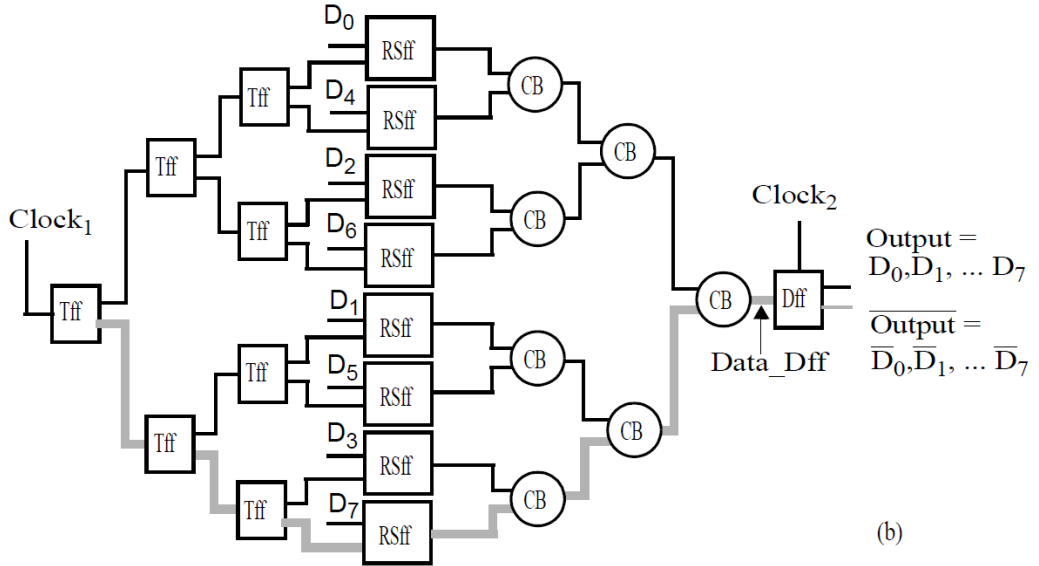 D₀
RSff
Tff
D₄
RSff
CB
Tff
D₂
RSff
CB
Clock₁
Tff
D₆
RSff
CB
Clock₂
Output =
D₀,D₁, ... D₇
Tff
D₁
RSff
CB
Dff
Output =
D̅₀,D̅₁, ... D̅₇
Data_Dff
Tff
D₅
RSff
CB
Tff
D₃
RSff
CB
Tff
D₇
RSff
CB
(b)